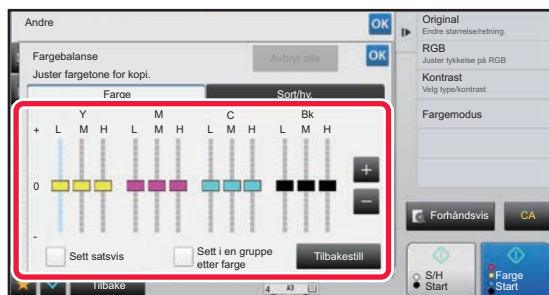 Andre
OK
Fargebalanse
Avbryt alle
OK
Juster fargetone for kopi.
Farge
Sort/hv.
Y M C Bk
+ L M H L M H L M H L M H
+
0
-
-
Sett satsvis
Sett i en gruppe
etter farge
Tilbakestill
Tilbake
4 A3
Original
Endre størrelse/retning.
RGB
Juster tykkelse på RGB
Kontrast
Velg type/kontrast
Fargemodus
Forhåndsvis
CA
S/H
Start
Farge
Start